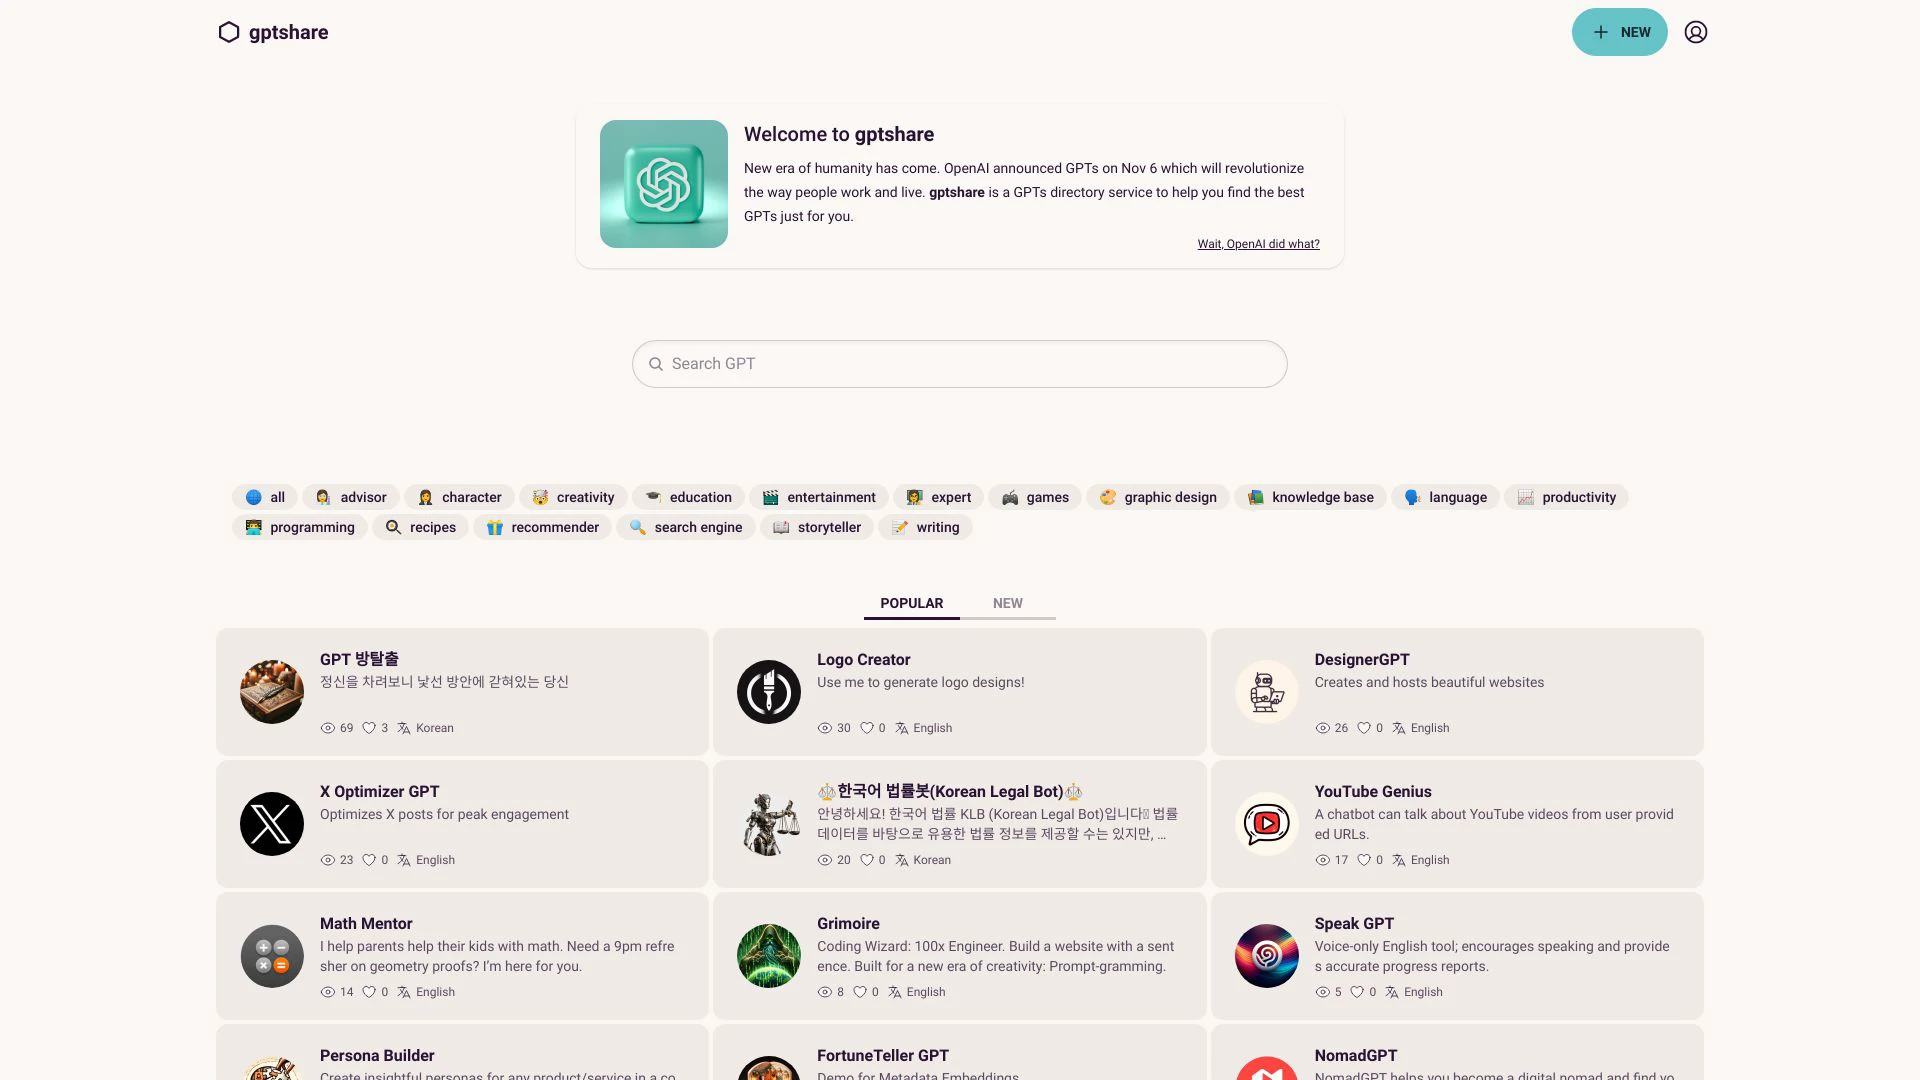 gptshare
NEW
Welcome to gptshare
New era of humanity has come. OpenAI announced GPTs on Nov 6 which will revolutionize
the way people work and live. gptshare is a GPTs directory service to help you find the best
GPTs just for you.
Wait, OpenAI did what?
Search GPT
all advisor character creativity education entertainment expert games graphic design knowledge base language productivity
programming recipes recommender search engine storyteller writing
POPULAR NEW
GPT 방탈출
정신을 차려보니 낯선 방안에 갇혀있는 당신
69 3 Korean
Logo Creator
Use me to generate logo designs!
30 0 English
DesignerGPT
Creates and hosts beautiful websites
26 0 English
X Optimizer GPT
Optimizes X posts for peak engagement
23 0 English
한국어 법률봇(Korean Legal Bot)
안녕하세요! 한국어 법률 KLB (Korean Legal Bot)입니다 법률
데이터를 바탕으로 유용한 법률 정보를 제공할 수는 있지만, ...
20 0 Korean
YouTube Genius
A chatbot can talk about YouTube videos from user provid
ed URLs.
17 0 English
Math Mentor
I help parents help their kids with math. Need a 9pm refre
sher on geometry proofs? I'm here for you.
14 0 English
Grimoire
Coding Wizard: 100x Engineer. Build a website with a sent
ence. Built for a new era of creativity: Prompt-gramming.
8 0 English
Speak GPT
Voice-only English tool; encourages speaking and provide
s accurate progress reports.
5 0 English
Persona Builder
Create insightful personas for any product/service in a co
FortuneTeller GPT
Demo for Metadata Embeddings
NomadGPT
NomadGPT helps you become a digital nomad and find yo